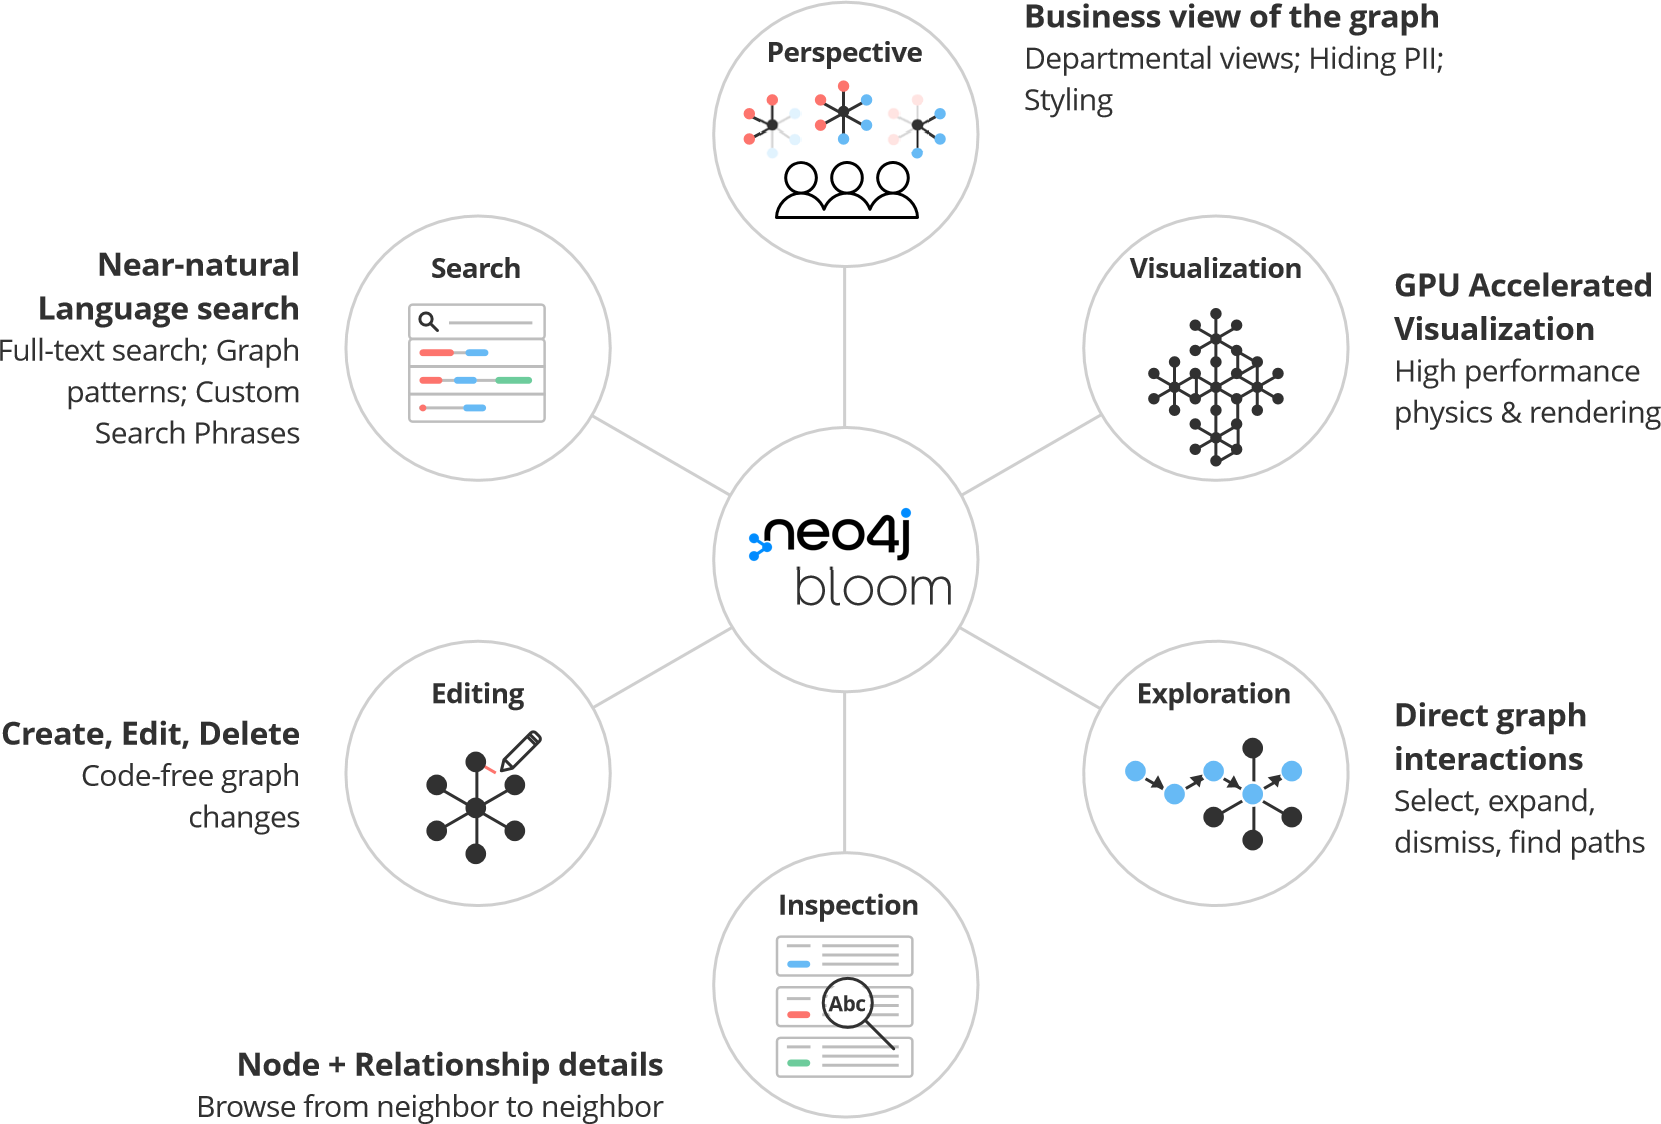 Perspective
Business view of the graph
Departmental views; Hiding PII;
Styling
Near-natural
Language search
Full-text search; Graph
patterns; Custom
Search Phrases
Search
Visualization
GPU Accelerated
Visualization
High performance
physics & rendering
neo4j
bloom
Create, Edit, Delete
Code-free graph
changes
Editing
Exploration
Direct graph
interactions
Select, expand,
dismiss, find paths
Inspection
Abc
Node + Relationship details
Browse from neighbor to neighbor